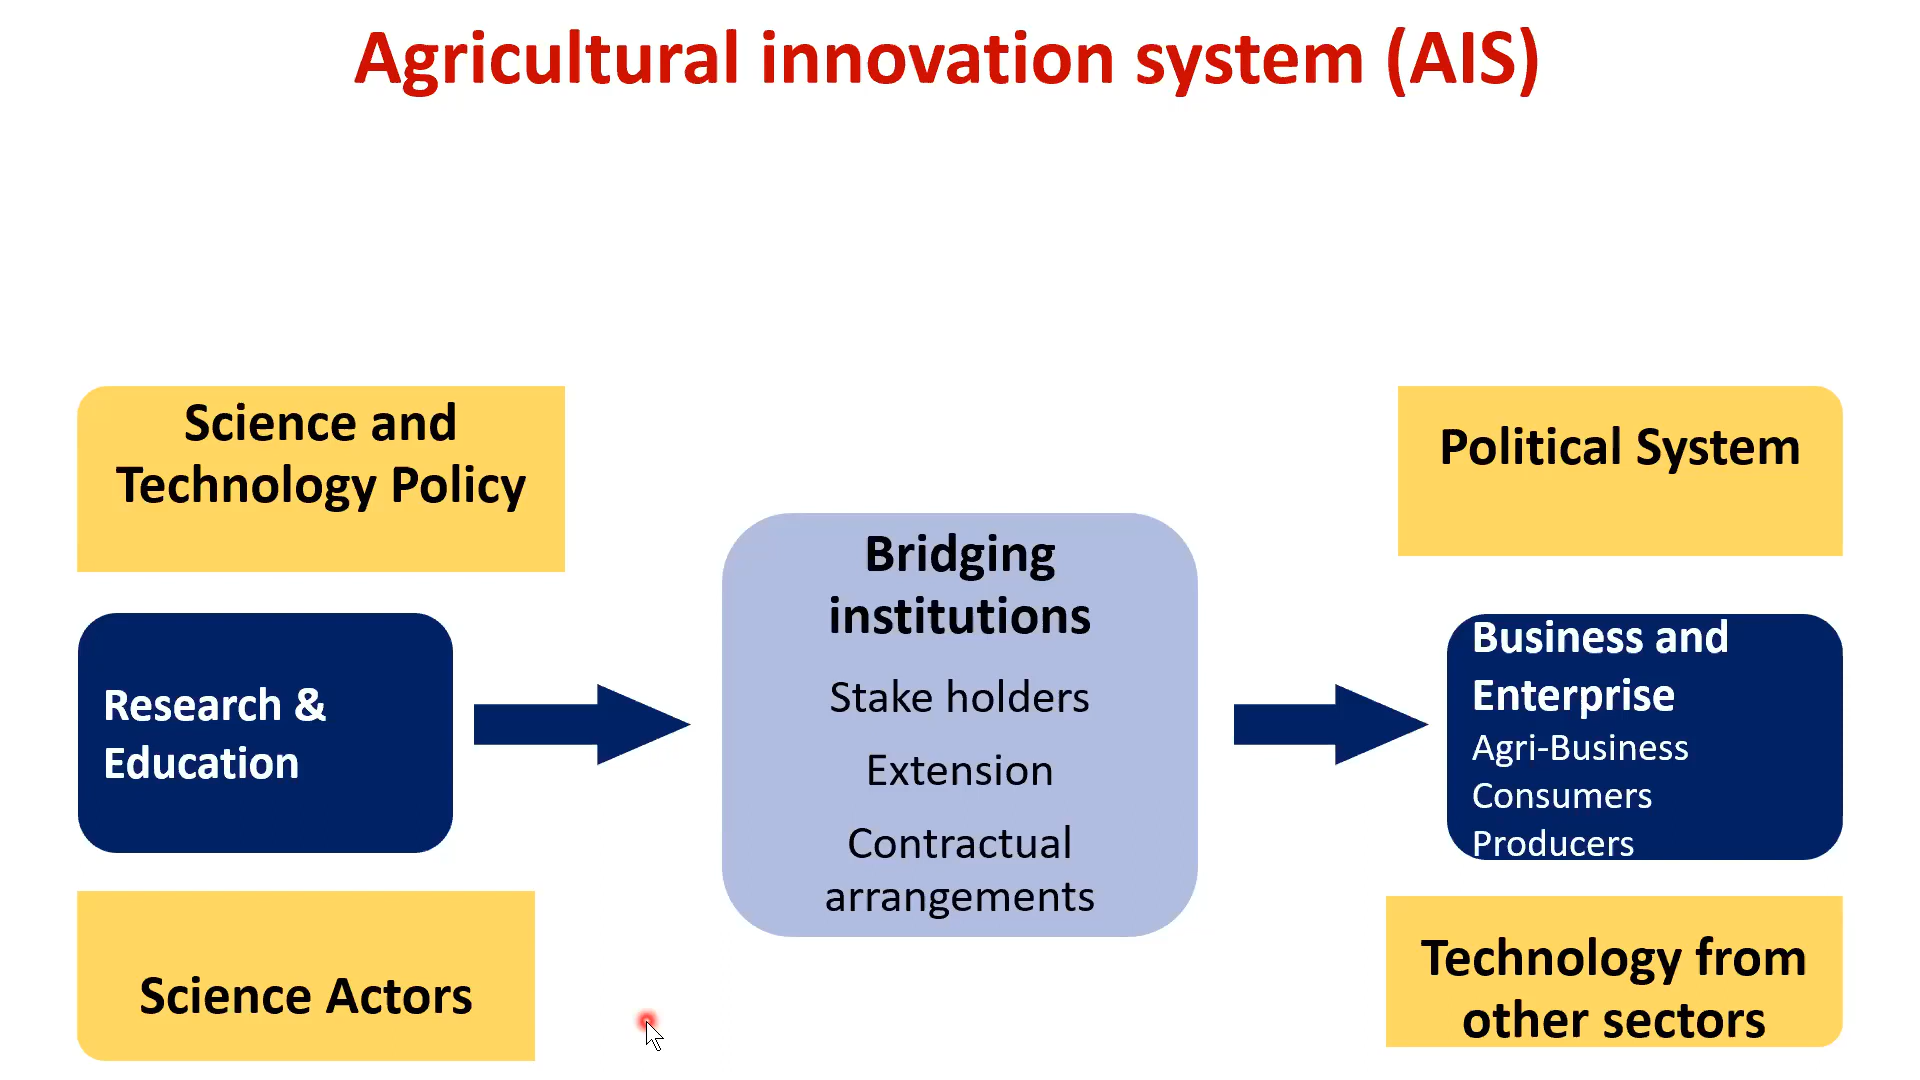 Agricultural innovation system (AIS)
Science and
Technology Policy
Political System
Bridging
institutions
Stake holders
Extension
Contractual
arrangements
Research &
Education
Business and
Enterprise
Agri-Business
Consumers
Producers
Science Actors
Technology from
other sectors